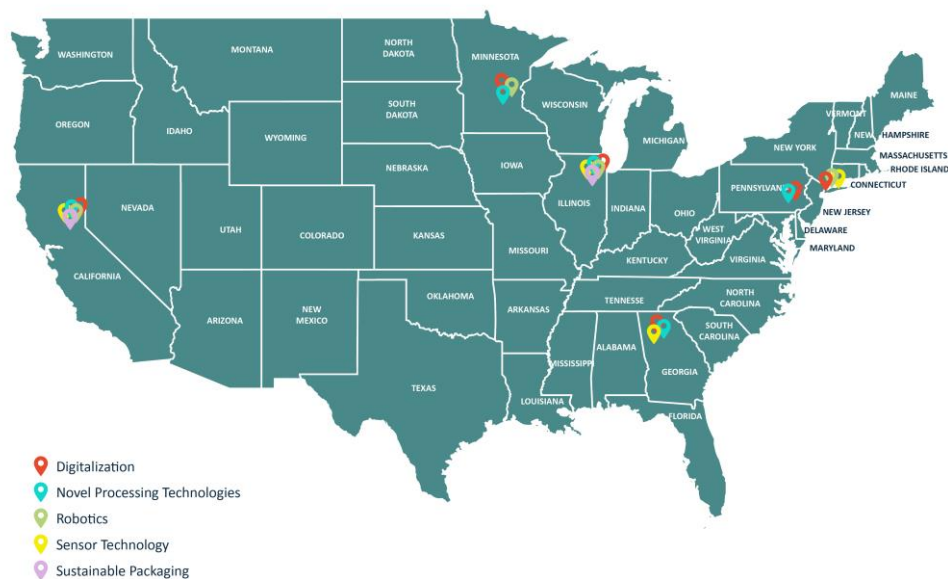 WASHINGTON
MONTANA
NORTH
DAKOTA
MINNESOTA
OREGON
IDAHO
WYOMING
SOUTH
DAKOTA
WISCONSIN
MICHIGAN
MAINE
VERMONT
NEW
HAMPSHIRE
NEW YORK
MASSACHUSETTS
RHODE ISLAND
CONNECTICUT
NEBRASKA
IOWA
PENNSYLVANIA
NEVADA
UTAH
COLORADO
KANSAS
ILLINOIS
INDIANA
OHIO
NEW JERSEY
WEST
VIRGINIA
DELAWARE
MARYLAND
MISSOURI
KENTUCKY
VIRGINIA
CALIFORNIA
ARIZONA
NEW
MEXICO
OKLAHOMA
ARKANSAS
TENNESSE
NORTH
CAROLINA
SOUTH
CAROLINA
TEXAS
MISSISSIPPI
ALABAMA
GEORGIA
LOUISIANA
FLORIDA
Digitalization
Novel Processing Technologies
Robotics
Sensor Technology
Sustainable Packaging